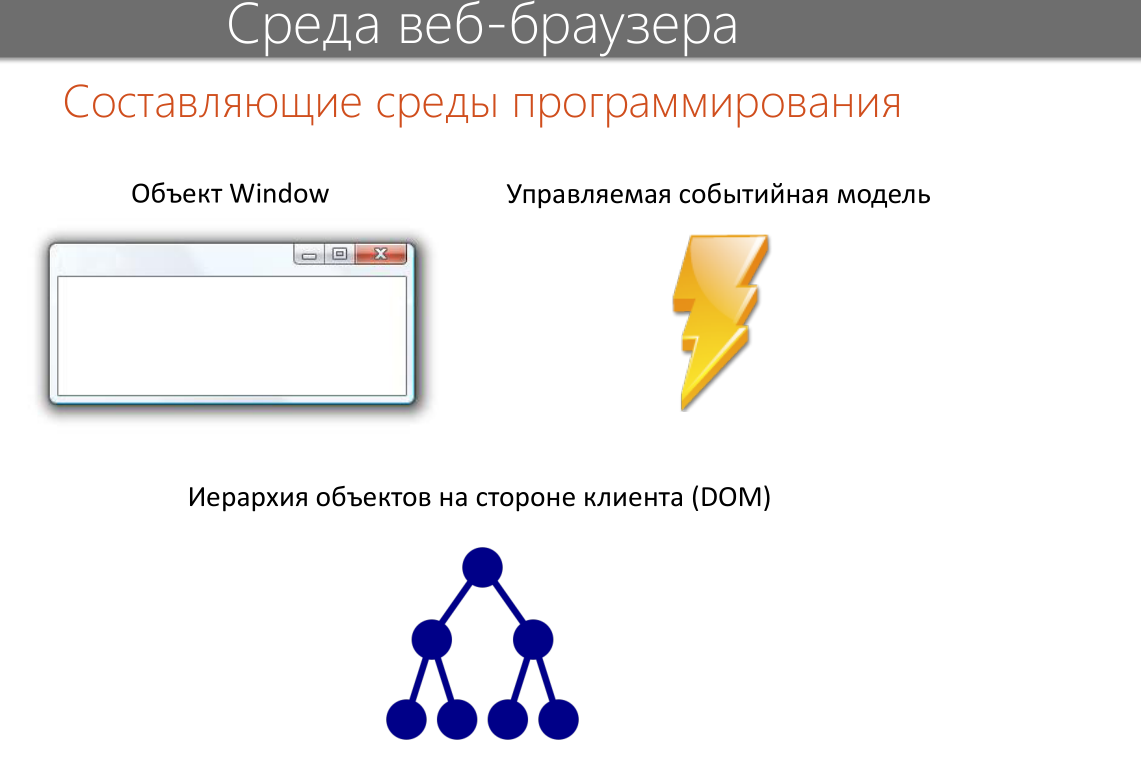 Среда веб-браузера
Составляющие среды программирования
Объект Window
Управляемая событийная модель
Иерархия объектов на стороне клиента (DOM)